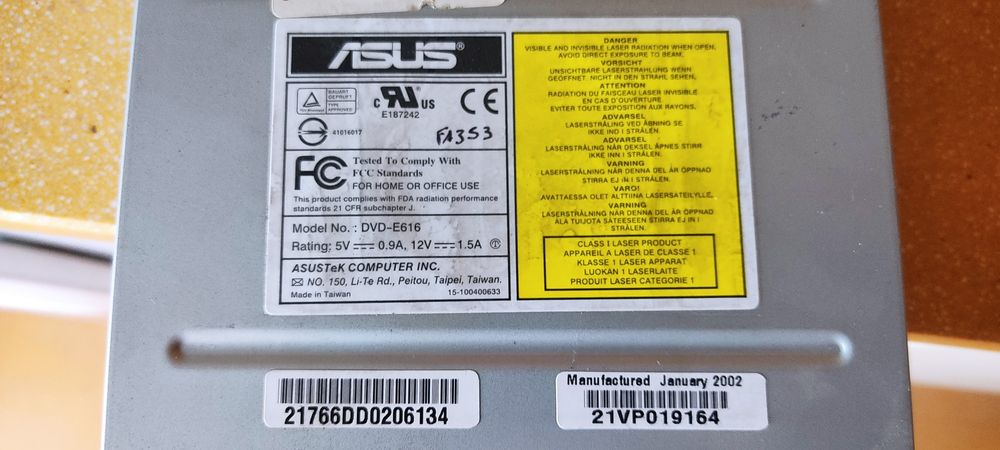 ASUS®
BAUART
GEPRÜFT
TYPE
APPROVED
c RU US
E187242
CE
41016017
FA3S3
FC Tested To Comply With
FCC Standards
FOR HOME OR OFFICE USE
This product complies with FDA radiation performance
standards 21 CFR subchapter J.
Model No. : DVD-E616
Rating: 5V⎓0.9A, 12V⎓1.5A
ASUSTeK COMPUTER INC.
✉ NO. 150, Li-Te Rd., Peitou, Taipei, Taiwan.
Made in Taiwan 15-100400633
DANGER
VISIBLE AND INVISIBLE LASER RADIATION WHEN OPEN,
AVOID DIRECT EXPOSURE TO BEAM.
VORSICHT
UNSICHTBARE LASERSTRAHLUNG WENN
GEÖFFNET. NICHT IN DEN STRAHL SEHEN.
ATTENTION
RADIATION DU FAISCEAU LASER INVISIBLE
EN CAS D'OUVERTURE
EVITER TOUTE EXPOSITION AUX RAYONS.
ADVARSEL
LASERSTRÅLING VED ÅBNING SE
IKKE IND I STRÅLEN.
ADVARSEL
LASERSTRÅLING NÅR DEKSEL ÅPNES STIRR
IKKE INN I STRÅLEN.
VARNING
LASERSTRÅLNING NÄR DENNA DEL ÄR ÖPPNAD
STIRRA EJ IN I STRÅLEN.
VARO!
AVATTAESSA OLET ALTTIINA LASERSATEILYLLE.
VARNING
LASERSTRÅLNING NÄR DENNA DEL ÄR ÖPPNAD
ALA TUIJOTA SÄTEESEEN STIRRA EJ IN I
STRÅLEN.
CLASS I LASER PRODUCT
APPAREIL A LASER DE CLASSE 1
KLASSE 1 LASER APPARAT
LUOKAN 1 LASERLAITE
PRODUIT LASER CATEGORIE 1
21766DD0206134
Manufactured January 2002
21VP019164